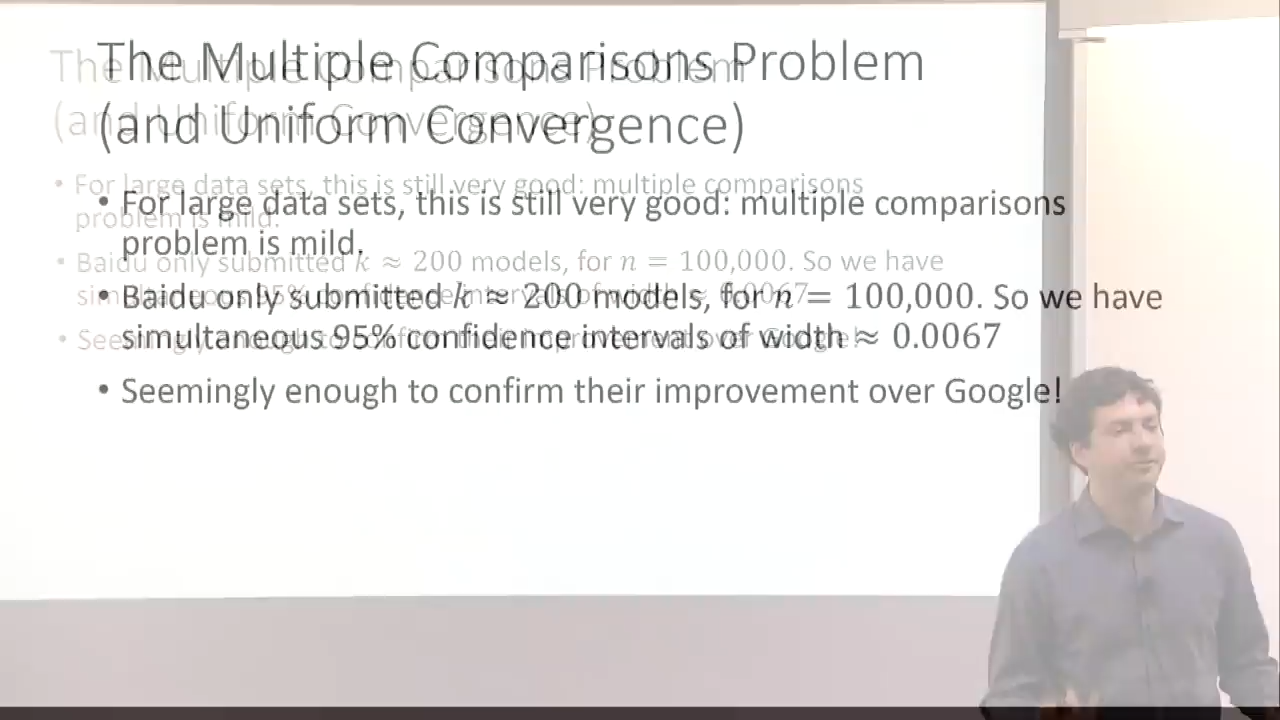 The Multiple Comparisons Problem
(and Uniform Convergence)
• For large data sets, this is still very good: multiple comparisons
problem is mild.
• Baidu only submitted k ≈ 200 models, for n = 100,000. So we have
simultaneous 95% confidence intervals of width ≈ 0.0067
• Seemingly enough to confirm their improvement over Google!